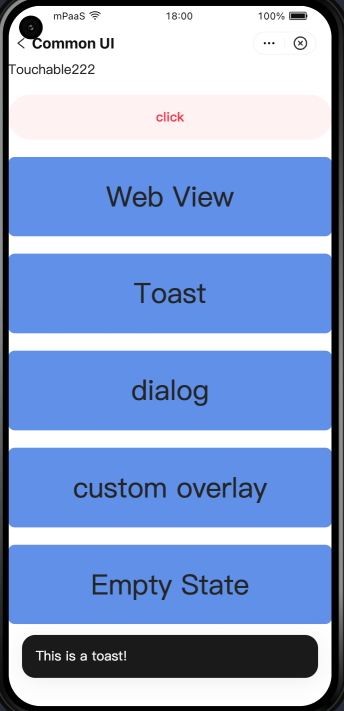 mPaaS 18:00 100%
Common UI
Touchable222
click
Web View
Toast
dialog
custom overlay
Empty State
This is a toast!